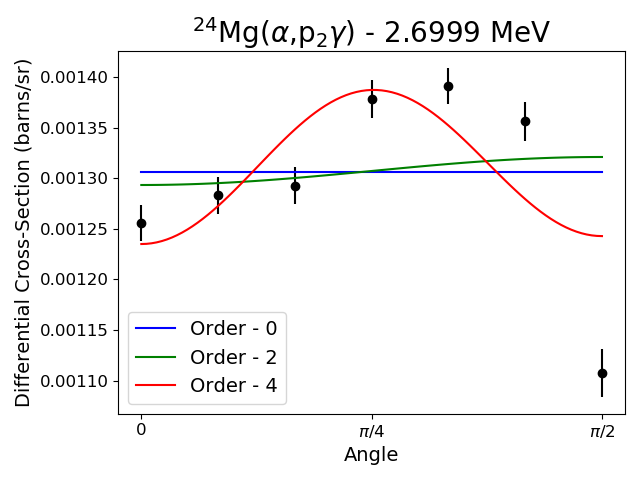 ²⁴Mg(α,p₂γ) - 2.6999 MeV
Differential Cross-Section (barns/sr)
0.00140
0.00135
0.00130
0.00125
0.00120
0.00115
0.00110
Order - 0
Order - 2
Order - 4
0
π/4
π/2
Angle